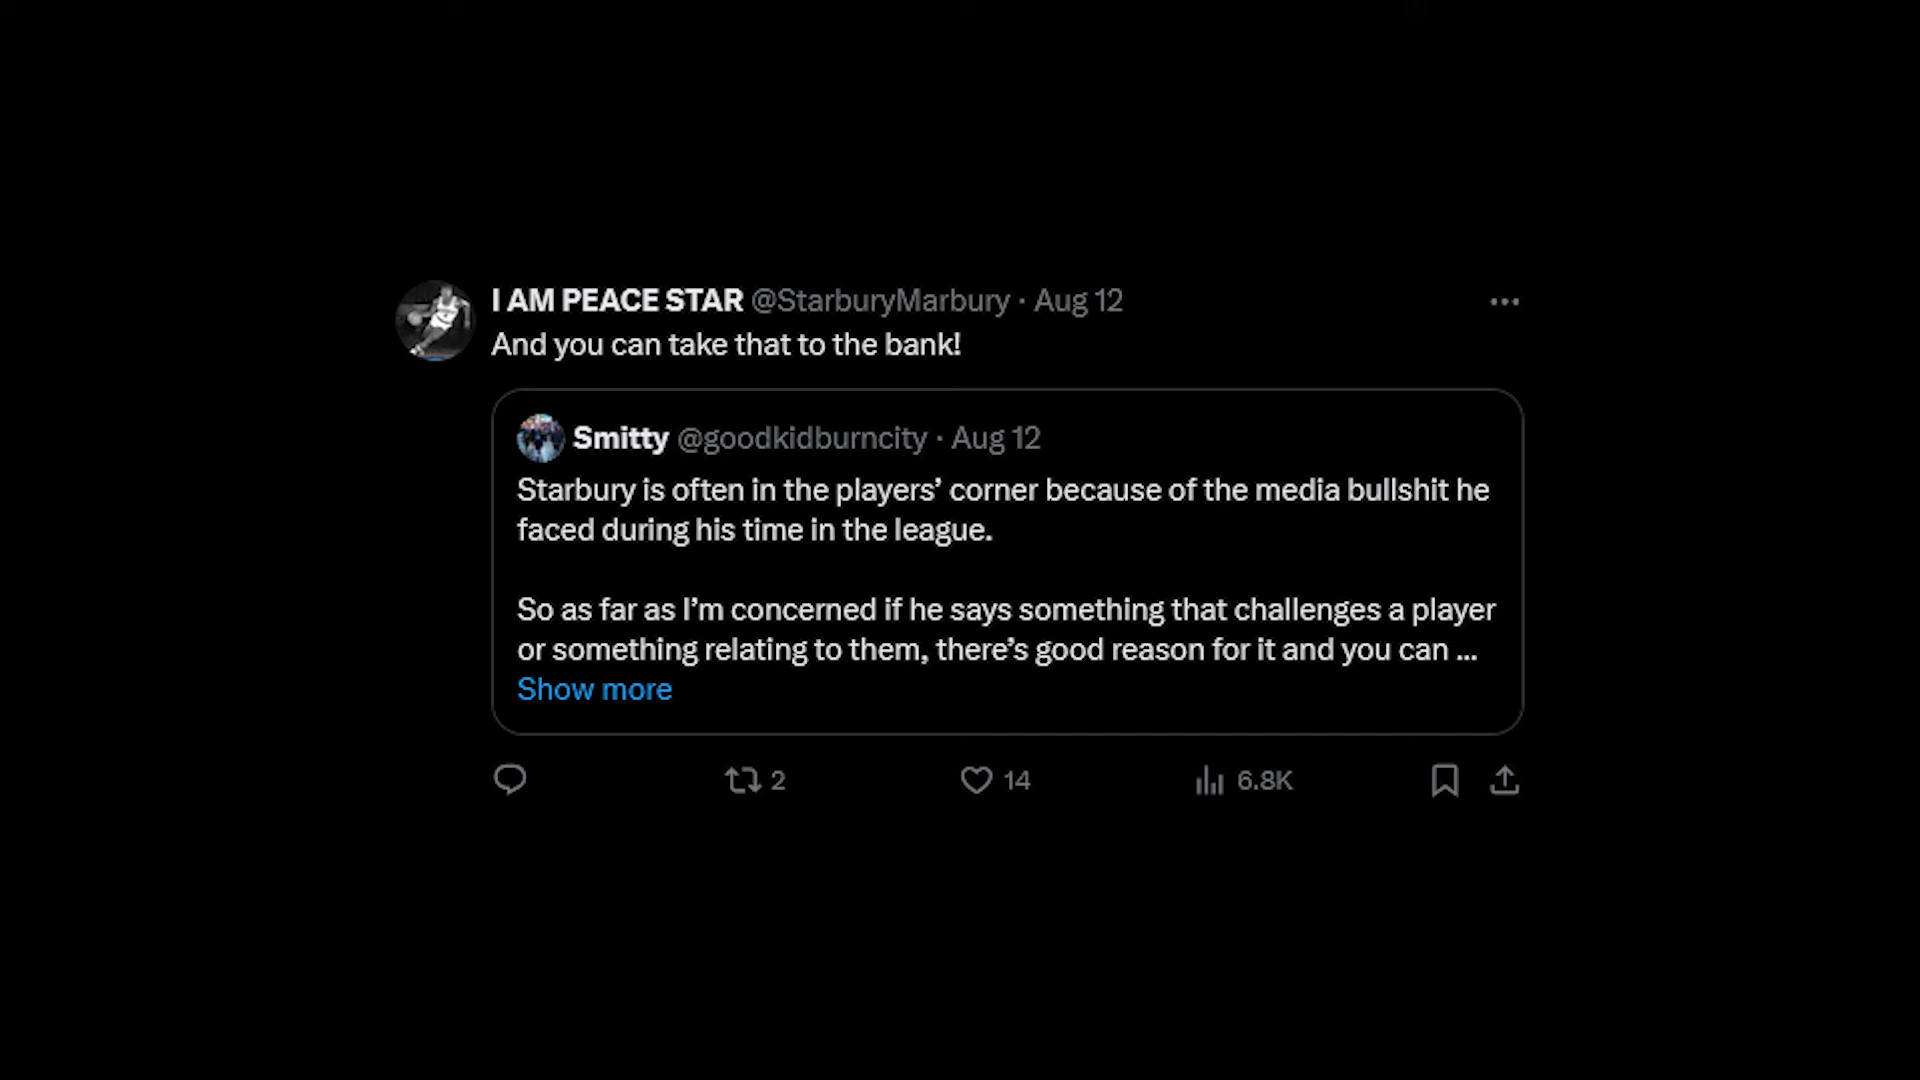 I AM PEACE STAR @StarburyMarbury · Aug 12
And you can take that to the bank!
Smitty @goodkidburncity · Aug 12
Starbury is often in the players’ corner because of the media bullshit he
faced during his time in the league.
So as far as I’m concerned if he says something that challenges a player
or something relating to them, there’s good reason for it and you can ...
Show more
2 14 6.8K